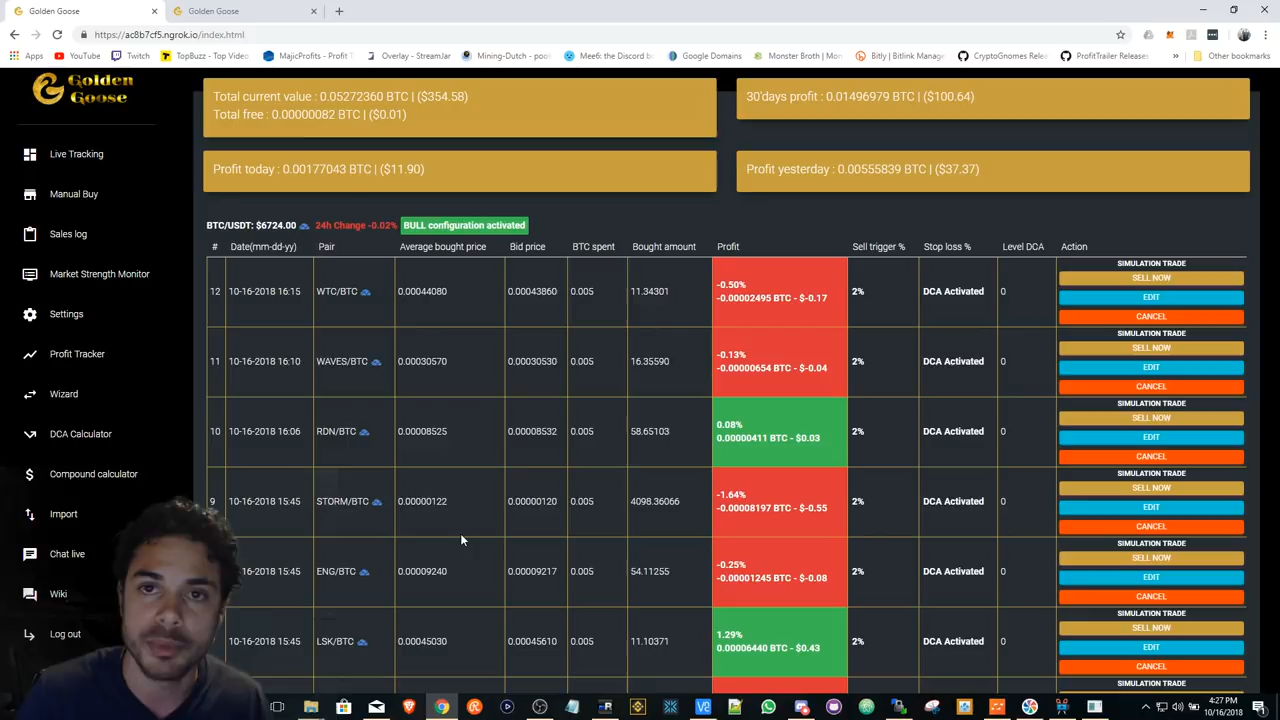 Golden Goose
Golden Goose
https://ac8b7cf5.ngrok.io/index.html
Apps
YouTube
Twitch
TopBuzz - Top Video
MajicProfits - Profit T
Overlay - StreamJar
Mining-Dutch - poo
Mee6: the Discord b
Google Domains
Monster Broth | Mon
Bitly | Bitlink Manage
CryptoGnomes Crypt
ProfitTrailer Releases
»
Other bookmarks
Golden
Goose
Total current value : 0.05272360 BTC | ($354.58)
Total free : 0.00000082 BTC | ($0.01)
30'days profit : 0.01496979 BTC | ($100.64)
Profit today : 0.00177043 BTC | ($11.90)
Profit yesterday : 0.00555839 BTC | ($37.37)
Live Tracking
Manual Buy
Sales log
Market Strength Monitor
Settings
Profit Tracker
Wizard
DCA Calculator
Compound calculator
Import
Chat live
Wiki
Log out
BTC/USDT: $6724.00 24h Change -0.02% BULL configuration activated
# Date(mm-dd-yy) Pair Average bought price Bid price BTC spent Bought amount Profit Sell trigger % Stop loss % Level DCA Action
12 10-16-2018 16:15 WTC/BTC 0.00044080 0.00043860 0.005 11.34301
-0.50%
-0.00002495 BTC - $-0.17
2% DCA Activated 0
SIMULATION TRADE
SELL NOW
EDIT
CANCEL
11 10-16-2018 16:10 WAVES/BTC 0.00030570 0.00030530 0.005 16.35590
-0.13%
-0.00000654 BTC - $-0.04
2% DCA Activated 0
SIMULATION TRADE
SELL NOW
EDIT
CANCEL
10 10-16-2018 16:06 RDN/BTC 0.00008525 0.00008532 0.005 58.65103
0.08%
0.00000411 BTC - $0.03
2% DCA Activated 0
SIMULATION TRADE
SELL NOW
EDIT
CANCEL
9 10-16-2018 15:45 STORM/BTC 0.00000122 0.00000120 0.005 4098.36066
-1.64%
-0.00008197 BTC - $-0.55
2% DCA Activated 0
SIMULATION TRADE
SELL NOW
EDIT
CANCEL
10-16-2018 15:45 ENG/BTC 0.00009240 0.00009217 0.005 54.11255
-0.25%
-0.00001245 BTC - $-0.08
2% DCA Activated 0
SIMULATION TRADE
SELL NOW
EDIT
CANCEL
10-16-2018 15:45 LSK/BTC 0.00045030 0.00045610 0.005 11.10371
1.29%
0.00006440 BTC - $0.43
2% DCA Activated 0
SIMULATION TRADE
SELL NOW
EDIT
CANCEL
SIMULATION TRADE
4:27 PM
10/16/2018